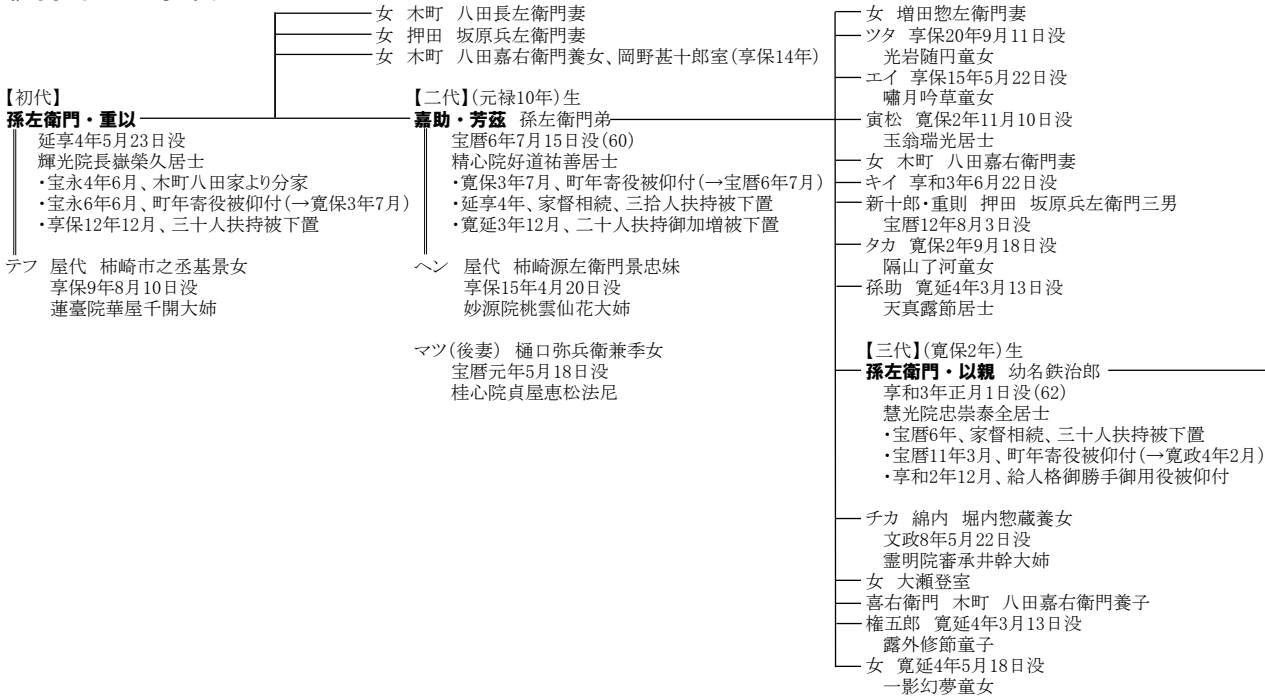 女 木町 八田長左衛門妻
女 押田 坂原兵左衛門妻
女 木町 八田嘉右衛門養女、岡野甚十郎室(享保14年)
【初代】
孫左衛門・重以
延享4年5月23日没
輝光院長嶽榮久居士
・宝永4年6月、木町八田家より分家
・宝永6年6月、町年寄役被仰付(→寛保3年7月)
・享保12年12月、三十人扶持被下置
テフ 屋代 柿崎市之丞基景女
享保9年8月10日没
蓮臺院華屋千開大姉
【二代】(元禄10年)生
嘉助・芳茲 孫左衛門弟
宝暦6年7月15日没(60)
精心院好道祐善居士
・寛保3年7月、町年寄役被仰付(→宝暦6年7月)
・延享4年、家督相続、三拾人扶持被下置
・寛延3年12月、二十人扶持御加増被下置
ヘン 屋代 柿崎源左衛門景忠妹
享保15年4月20日没
妙源院桃雲仙花大姉
マツ(後妻) 樋口弥兵衛兼季女
宝暦元年5月18日没
桂心院貞屋恵松法尼
女 増田惣左衛門妻
ツタ 享保20年9月11日没
光岩随円童女
エイ 享保15年5月22日没
嘯月吟草童女
寅松 寛保2年11月10日没
玉翁瑞光居士
女 木町 八田嘉右衛門妻
キイ 享和3年6月22日没
新十郎・重則 押田 坂原兵左衛門三男
宝暦12年8月3日没
タカ 寛保2年9月18日没
隔山了河童女
孫助 寛延4年3月13日没
天真露節居士
【三代】(寛保2年)生
孫左衛門・以親 幼名鉄治郎
享和3年正月1日没(62)
慧光院忠崇泰全居士
・宝暦6年、家督相続、三十人扶持被下置
・宝暦11年3月、町年寄役被仰付(→寛政4年2月)
・享和2年12月、給人格御勝手御用役被仰付
チカ 綿内 堀内惣蔵養女
文政8年5月22日没
霊明院審承井幹大姉
女 大瀬登室
喜右衛門 木町 八田嘉右衛門養子
権五郎 寛延4年3月13日没
露外修節童子
女 寛延4年5月18日没
一影幻夢童女